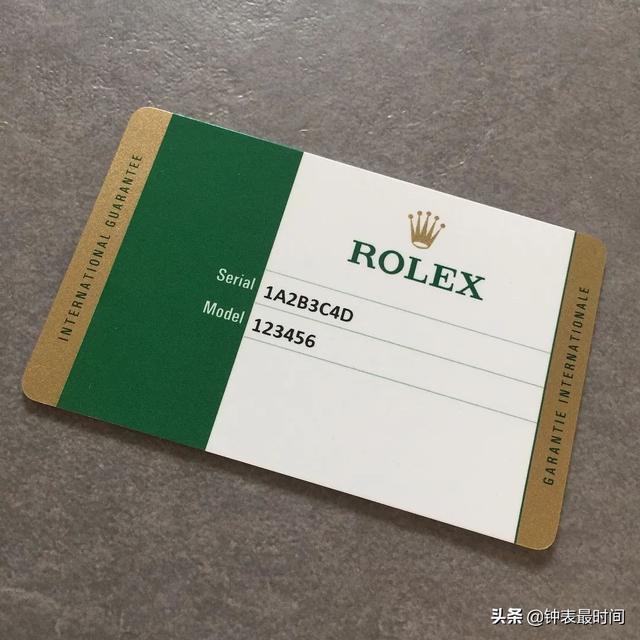 INTERNATIONAL GUARANTEE
ROLEX
Serial 1A2B3C4D
Model 123456
GARANTIE INTERNATIONALE
头条 @钟表最时间